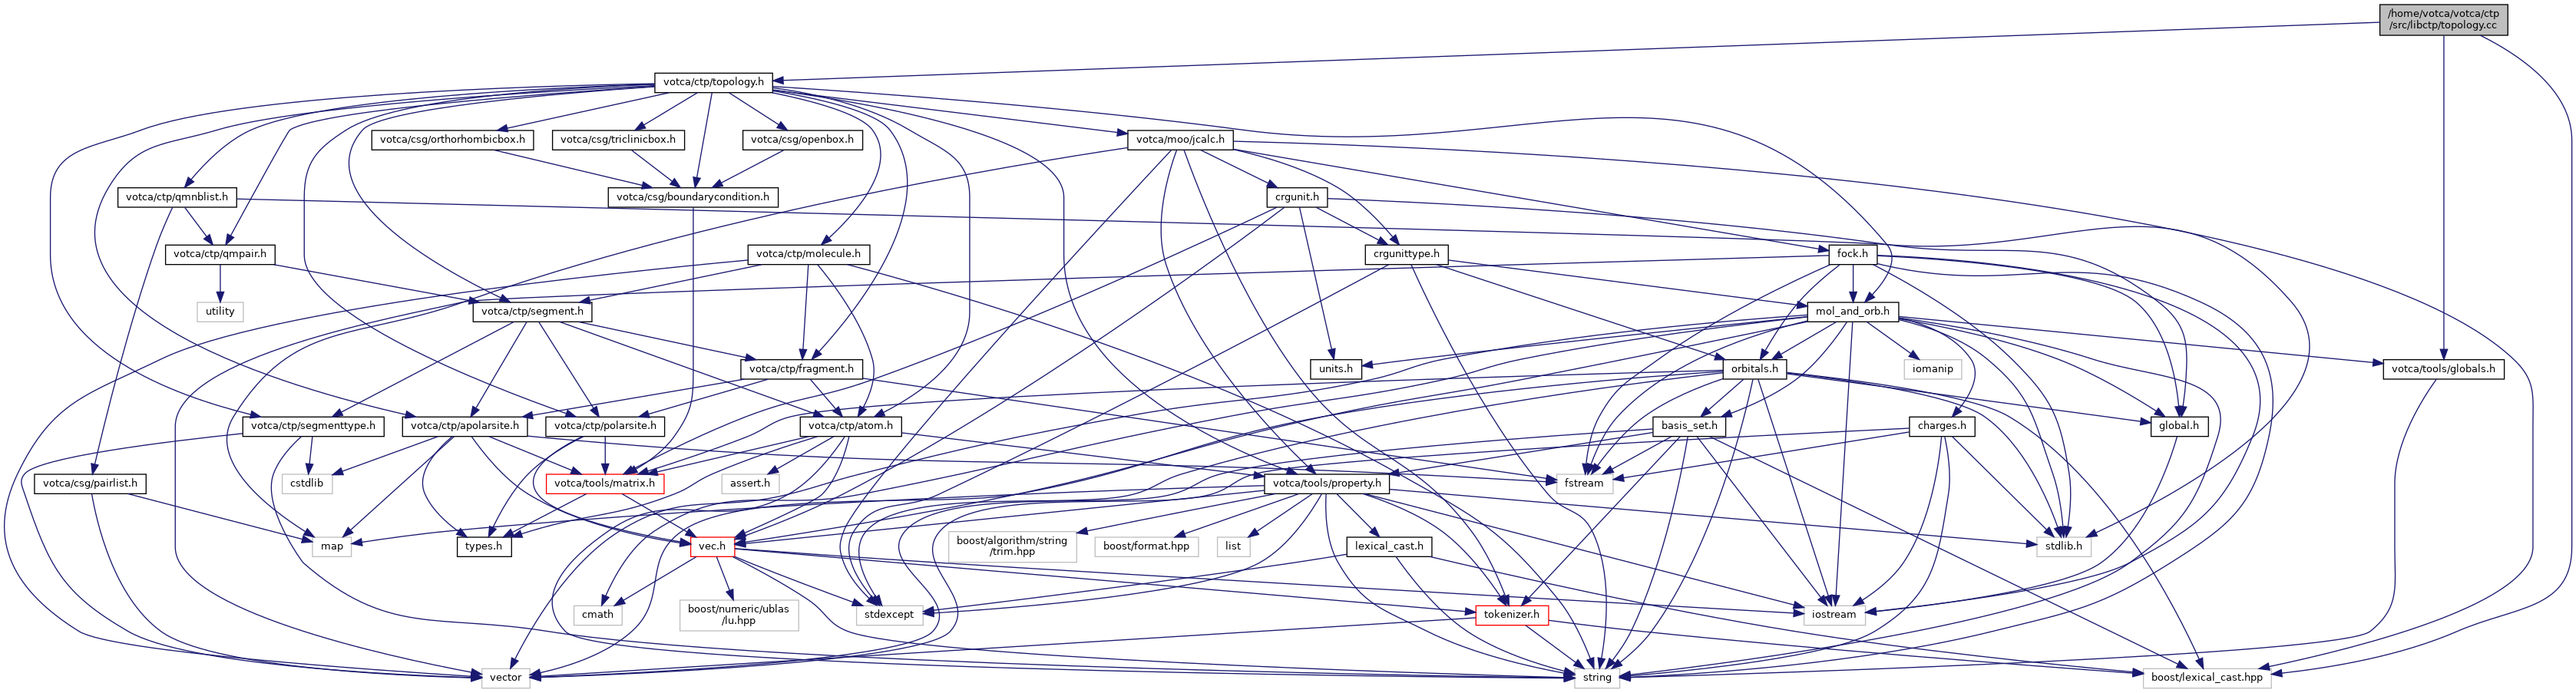 /home/votca/votca/ctp
/src/libctp/topology.cc
votca/ctp/topology.h
votca/csg/orthorhombicbox.h
votca/csg/triclinicbox.h
votca/csg/openbox.h
votca/moo/jcalc.h
votca/ctp/qmnblist.h
votca/csg/boundarycondition.h
crgunit.h
votca/ctp/qmpair.h
votca/ctp/molecule.h
crgunittype.h
fock.h
utility
votca/ctp/segment.h
mol_and_orb.h
votca/ctp/fragment.h
units.h
orbitals.h
iomanip
votca/tools/globals.h
votca/ctp/segmenttype.h
votca/ctp/apolarsite.h
votca/ctp/polarsite.h
votca/ctp/atom.h
basis_set.h
charges.h
global.h
votca/csg/pairlist.h
cstdlib
votca/tools/matrix.h
assert.h
votca/tools/property.h
fstream
map
types.h
vec.h
boost/algorithm/string
/trim.hpp
boost/format.hpp
list
lexical_cast.h
stdlib.h
cmath
boost/numeric/ublas
/lu.hpp
stdexcept
tokenizer.h
iostream
vector
string
boost/lexical_cast.hpp